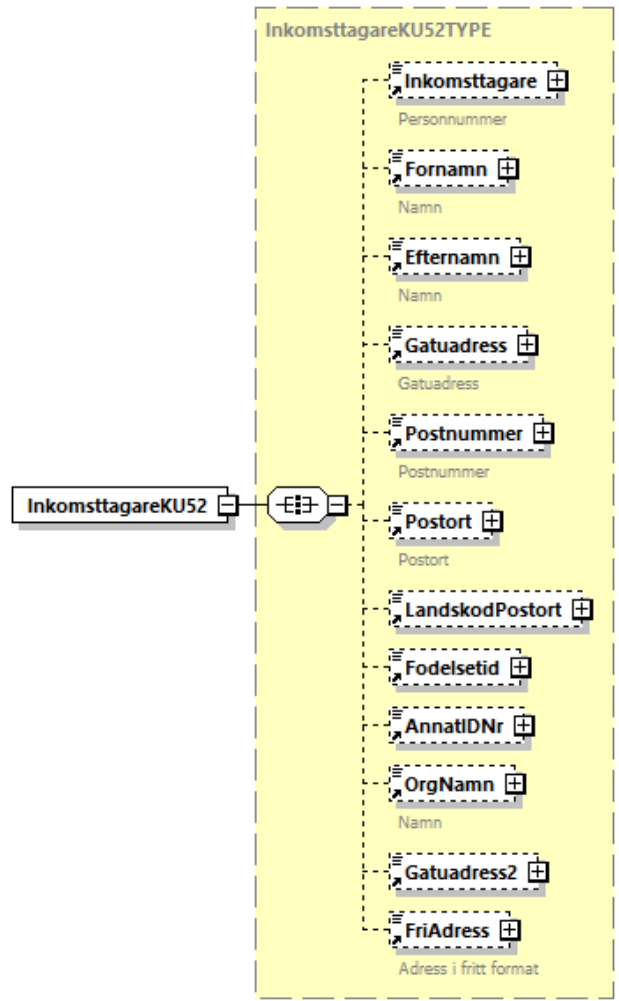 InkomsttagareKU52TYPE
Inkomsttagare
Personnummer
Fornamn
Namn
Efternamn
Namn
Gatuadress
Gatuadress
Postnummer
Postnummer
InkomsttagareKU52
Postort
Postort
LandskodPostort
Fodelsetid
AnnatIDNr
OrgNamn
Namn
Gatuadress2
FriAdress
Adress i fritt format